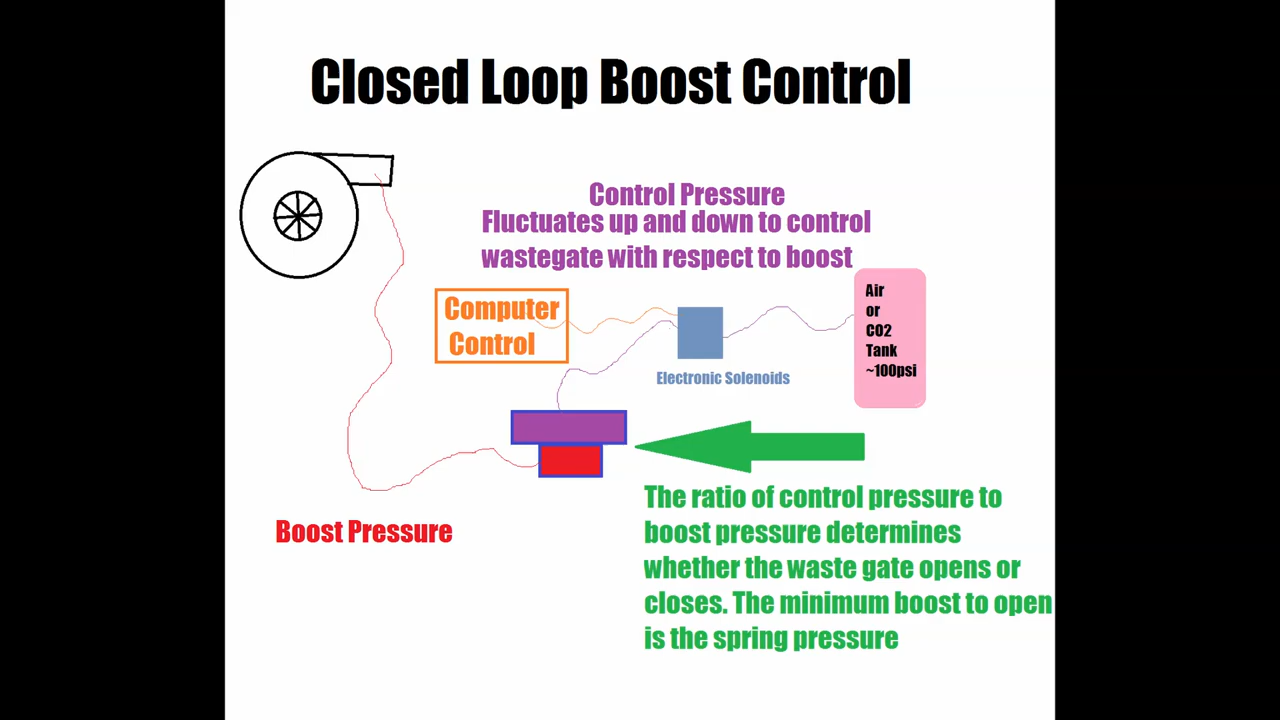 Closed Loop Boost Control
Control Pressure
Fluctuates up and down to control
wastegate with respect to boost
Computer
Control
Electronic Solenoids
Air
or
CO2
Tank
~100psi
Boost Pressure
The ratio of control pressure to
boost pressure determines
whether the waste gate opens or
closes. The minimum boost to open
is the spring pressure